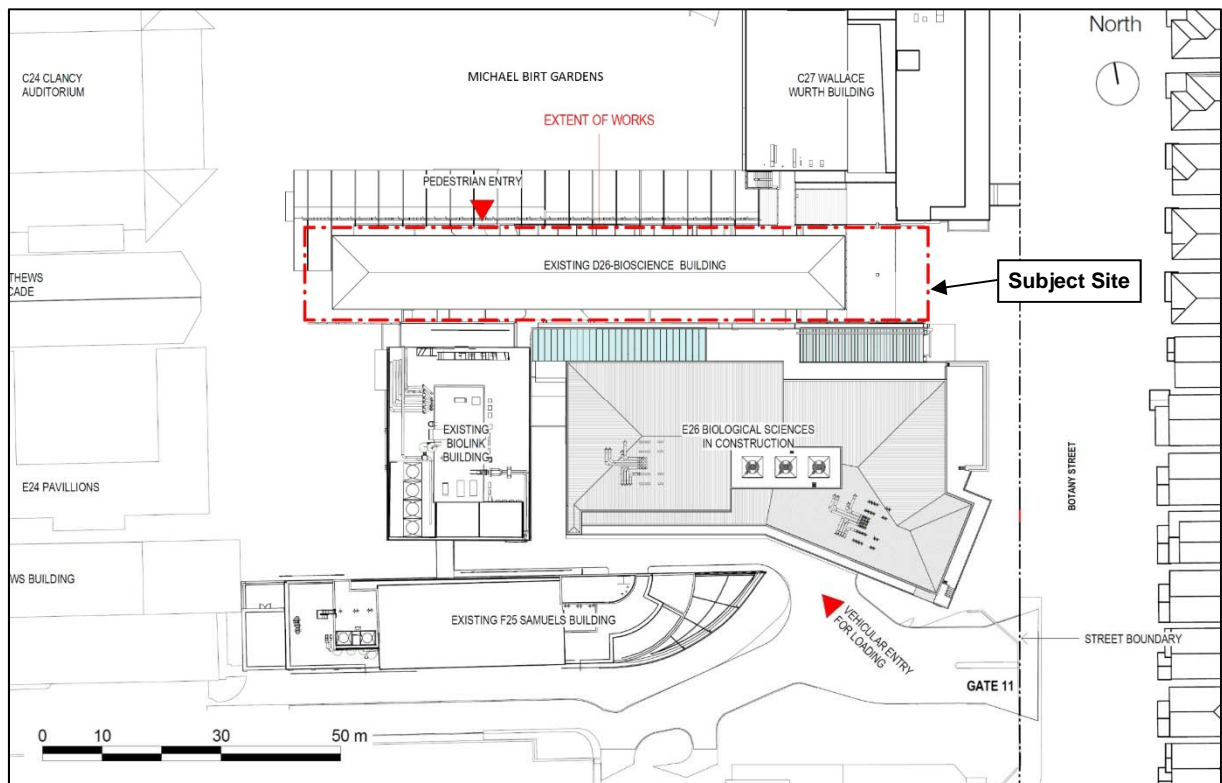 North
C24 CLANCY
AUDITORIUM
MICHAEL BIRT GARDENS
C27 WALLACE
WURTH BUILDING
EXTENT OF WORKS
PEDESTRIAN ENTRY
THEWS
CADE
EXISTING D26-BIOSCIENCE BUILDING
Subject Site
EXISTING
BIOLINK
BUILDING
E26 BIOLOGICAL SCIENCES
IN CONSTRUCTION
E24 PAVILLIONS
BOTANY STREET
WS BUILDING
EXISTING F25 SAMUELS BUILDING
VEHICULAR ENTRY
FOR LOADING
STREET BOUNDARY
GATE 11
0 10 30 50 m